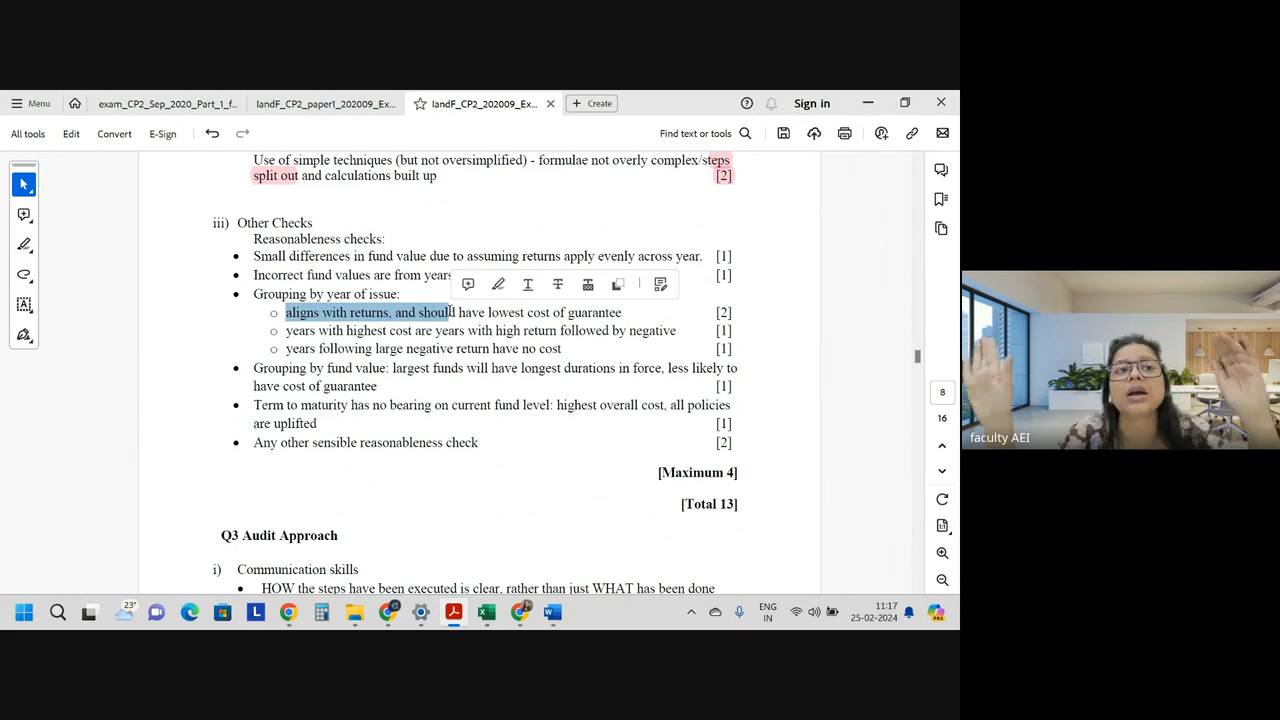 Menu
exam_CP2_Sep_2020_Part_1_f...
landF_CP2_paper1_202009_Ex...
landF_CP2_202009_Ex...
Create
Sign in
All tools
Edit
Convert
E-Sign
Find text or tools
Use of simple techniques (but not oversimplified) - formulae not overly complex/steps
split out and calculations built up [2]
iii) Other Checks
Reasonableness checks:
• Small differences in fund value due to assuming returns apply evenly across year. [1]
• Incorrect fund values are from years [1]
• Grouping by year of issue:
○ aligns with returns, and should have lowest cost of guarantee [2]
○ years with highest cost are years with high return followed by negative [1]
○ years following large negative return have no cost [1]
• Grouping by fund value: largest funds will have longest durations in force, less likely to
have cost of guarantee [1]
• Term to maturity has no bearing on current fund level: highest overall cost, all policies
are uplifted [1]
• Any other sensible reasonableness check [2]
[Maximum 4]
[Total 13]
Q3 Audit Approach
i) Communication skills
• HOW the steps have been executed is clear, rather than just WHAT has been done
8
16
faculty AEI
23°
ENG
IN
11:17
25-02-2024